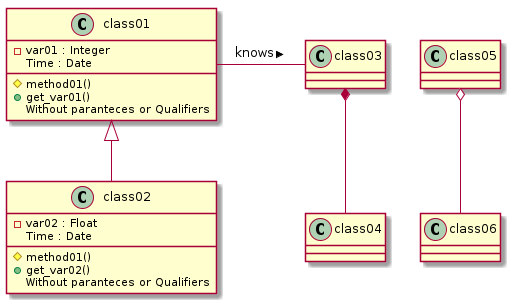 C class01
var01 : Integer
Time : Date
method01()
get_var01()
Without paranteces or Qualifiers
knows
C class03
C class05
C class02
var02 : Float
Time : Date
method01()
get_var02()
Without paranteces or Qualifiers
C class04
C class06